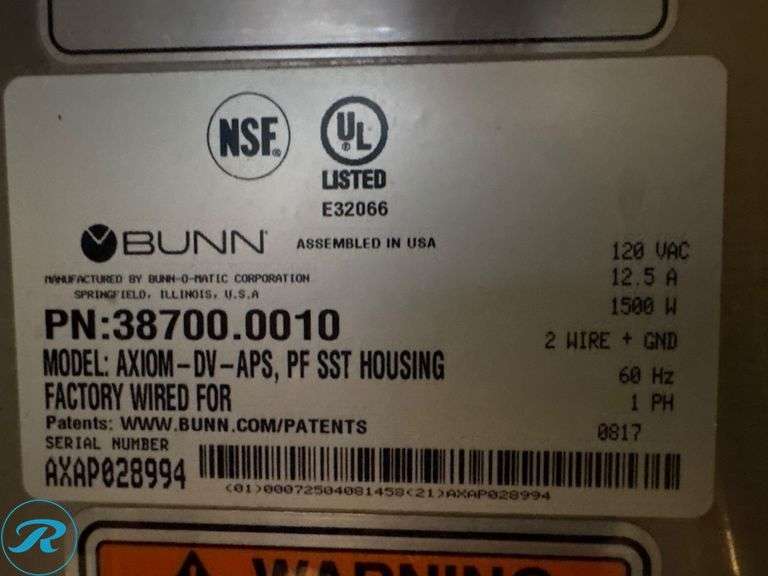 NSF®
UL®
LISTED
E32066
BUNN® ASSEMBLED IN USA
MANUFACTURED BY BUNN-O-MATIC CORPORATION
SPRINGFIELD, ILLINOIS, U.S.A
PN:38700.0010
MODEL: AXIOM-DV-APS, PF SST HOUSING
FACTORY WIRED FOR
Patents: WWW.BUNN.COM/PATENTS
SERIAL NUMBER
AXAP028994
120 VAC
12.5 A
1500 W
2 WIRE + GND
60 Hz
1 PH
0817
(01)00072504081458(21)AXAP028994
WARNING
R